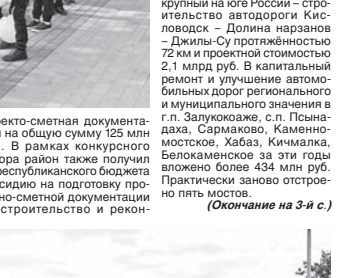 ректо-сметная документа-
на общую сумму 125 млн
. В рамках конкурсного
ора район также получил
республиканского бюджета
сидию на подготовку про-
но-сметной документации
строительство и рекон-
крупный на юге России – стро-
ительство автодороги Кис-
ловодск – Долина нарзанов
– Джилы-Су протяжённостью
72 км и проектной стоимостью
2,1 млрд руб. В капитальный
ремонт и улучшение автомо-
бильных дорог регионального
и муниципального значения в
г.п. Залукокоаже, с.п. Псына-
даха, Сармаково, Каменно-
мостское, Хабаз, Кичмалка,
Белокаменское за эти годы
вложено более 434 млн руб.
Практически заново отстрое-
но пять мостов.
(Окончание на 3-й с.)